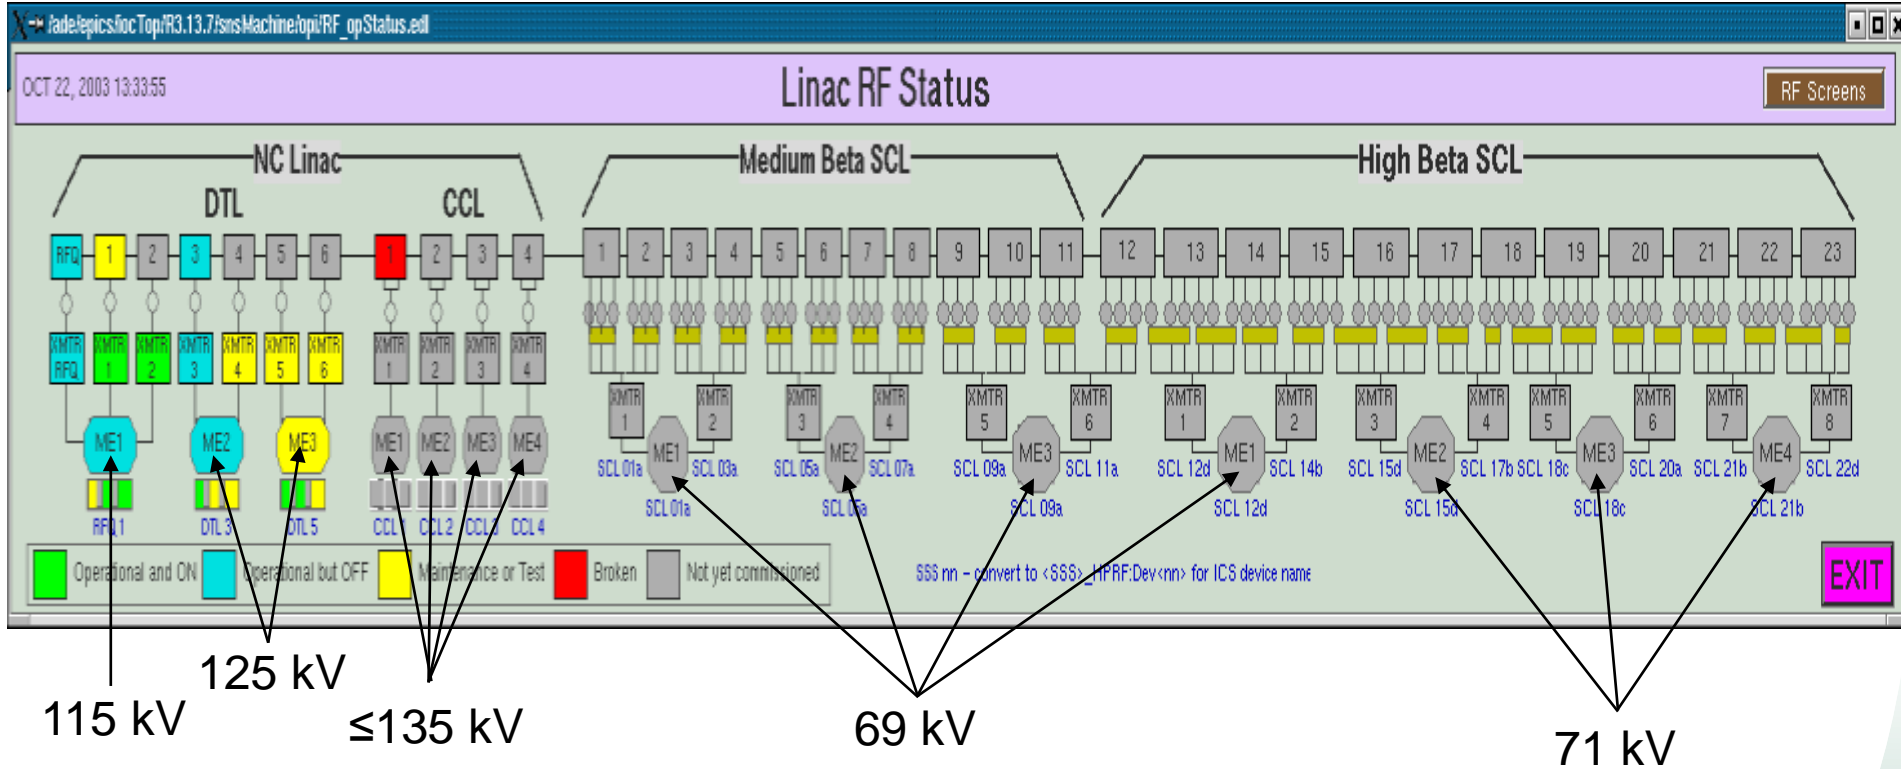 /ade/epics/iocTop/R3.13.7/snsMachine/opi/RF_opStatus.edl
OCT 22, 2003 13:33:55
Linac RF Status
RF Screens
NC Linac
Medium Beta SCL
High Beta SCL
DTL
CCL
RFQ 1 2 3 4 5 6 1 2 3 4 1 2 3 4 5 6 7 8 9 10 11 12 13 14 15 16 17 18 19 20 21 22 23
XMTR RFQ
XMTR 1
XMTR 2
XMTR 3
XMTR 4
XMTR 5
XMTR 6
XMTR 1
XMTR 2
XMTR 3
XMTR 4
XMTR 1
XMTR 2
XMTR 3
XMTR 4
XMTR 5
XMTR 6
XMTR 1
XMTR 2
XMTR 3
XMTR 4
XMTR 5
XMTR 6
XMTR 7
XMTR 8
ME1 ME2 ME3 ME1 ME2 ME3 ME4 ME1 ME2 ME3 ME1 ME2 ME3 ME4
SCL 01a SCL 03a SCL 05a SCL 07a SCL 09a SCL 11a SCL 12d SCL 14b SCL 15d SCL 17b SCL 18c SCL 20a SCL 21b SCL 22d
SCL 01a SCL 05a SCL 09a SCL 12d SCL 15d SCL 18c SCL 21b
RFQ 1 DTL 3 DTL 5 CCL 1 CCL 2 CCL 3 CCL 4
Operational and ON
Operational but OFF
Maintenance or Test
Broken
Not yet commissioned
SSS nn - convert to <SSS>_HPRF:Dev<nn> for ICS device name
EXIT
115 kV
125 kV
≤135 kV
69 kV
71 kV